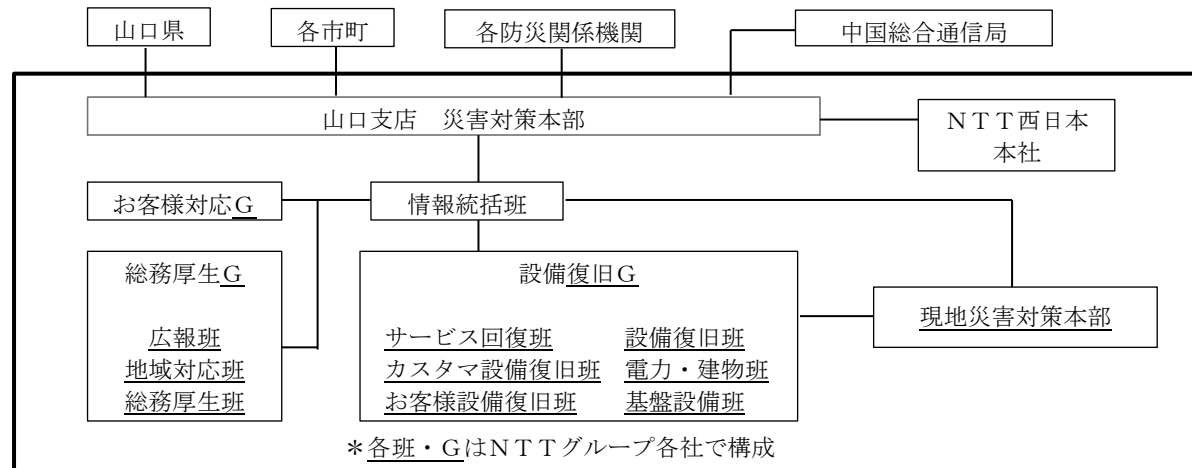 山口県
各市町
各防災関係機関
中国総合通信局
山口支店　災害対策本部
ＮＴＴ西日本
本社
お客様対応Ｇ
情報統括班
総務厚生Ｇ
広報班
地域対応班
総務厚生班
設備復旧Ｇ
サービス回復班　設備復旧班
カスタマ設備復旧班　電力・建物班
お客様設備復旧班　基盤設備班
現地災害対策本部
＊各班・ＧはＮＴＴグループ各社で構成